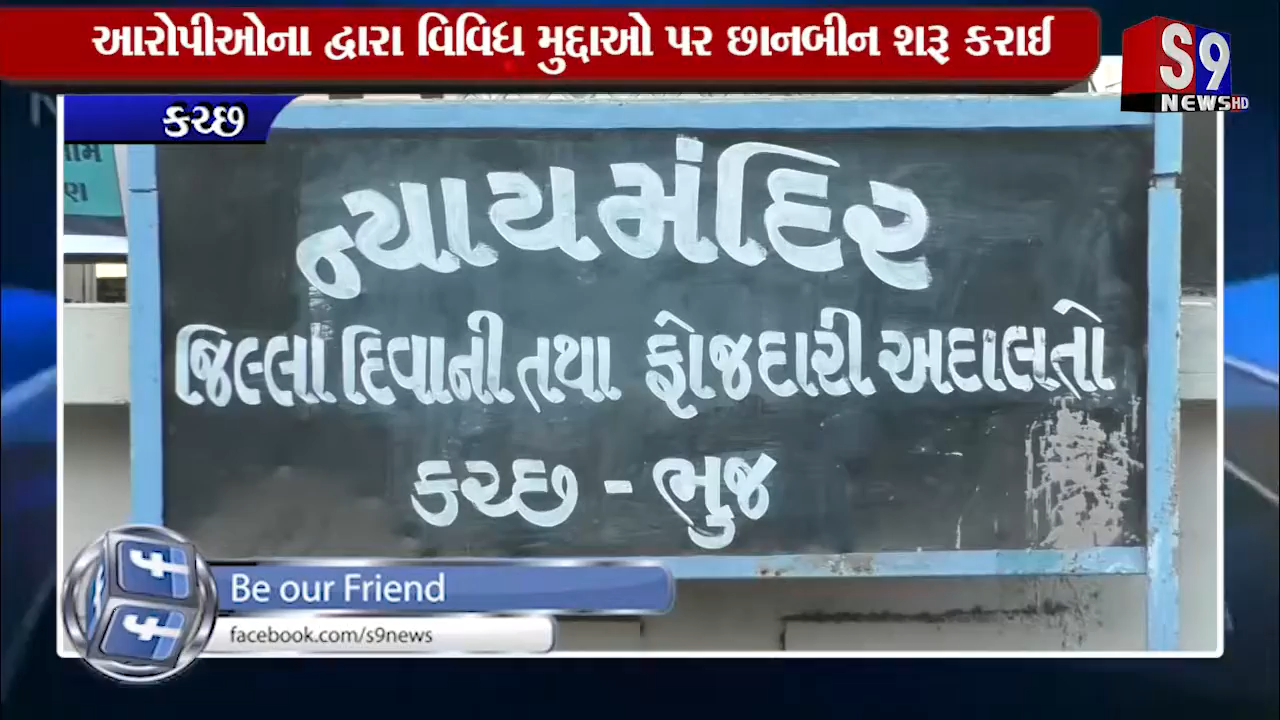 આરોપીઓના દ્વારા વિવિધ મુદ્દાઓ પર છાનબીન શરૂ કરાઈ
S9
NEWS HD
કચ્છ
ન્યાયમંદિર
જિલ્લા દિવાની તથા ફોજદારી અદાલતો
કચ્છ - ભુજ
Be our Friend
facebook.com/s9news